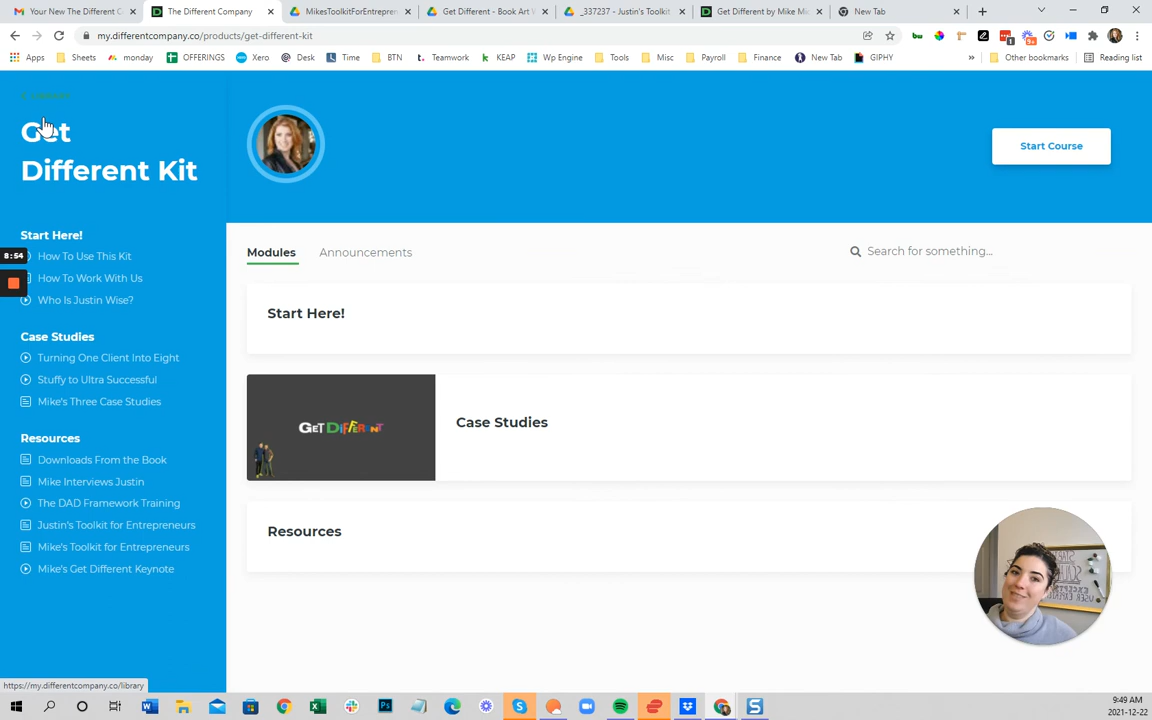 Your New The Different C
The Different Company
MikesToolkitForEntrepren
Get Different - Book Art W
_337237 - Justin's Toolkit
Get Different by Mike Mi
New Tab
my.differentcompany.co/products/get-different-kit
Apps
Sheets
monday
OFFERINGS
Xero
Desk
Time
BTN
Teamwork
KEAP
Wp Engine
Tools
Misc
Payroll
Finance
New Tab
GIPHY
Other bookmarks
Reading list
Get
Different Kit
Start Course
Start Here!
How To Use This Kit
How To Work With Us
Who Is Justin Wise?
8:54
Case Studies
Turning One Client Into Eight
Stuffy to Ultra Successful
Mike's Three Case Studies
Resources
Downloads From the Book
Mike Interviews Justin
The DAD Framework Training
Justin's Toolkit for Entrepreneurs
Mike's Toolkit for Entrepreneurs
Mike's Get Different Keynote
Modules
Announcements
Search for something...
Start Here!
GET DIFFERENT
Case Studies
Resources
https://my.differentcompany.co/library
9:49 AM
2021-12-22